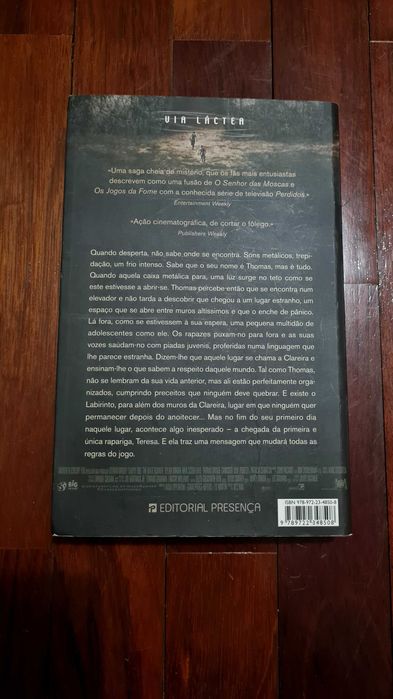 VIA LÁCTEA
«Uma saga cheia de mistério, que os fãs mais entusiastas
descrevem como uma fusão de O Senhor das Moscas e
Os Jogos da Fome com a conhecida série de televisão Perdidos.»
Entertainment Weekly
«Ação cinematográfica, de cortar o fôlego.»
Publishers Weekly
Quando desperta, não sabe onde se encontra. Sons metálicos, trepi-
dação, um frio intenso. Sabe que o seu nome é Thomas, mas é tudo.
Quando aquela caixa metálica para, uma luz surge no teto como se
este estivesse a abrir-se. Thomas percebe então que se encontra num
elevador e não tarda a descobrir que chegou a um lugar estranho, um
espaço que se abre entre muros altíssimos e que o enche de pânico.
Lá fora, como se estivessem à sua espera, uma pequena multidão de
adolescentes como ele. Os rapazes puxam-no para fora e as suas
vozes saúdam-no com piadas juvenis, proferidas numa linguagem que
lhe parece estranha. Dizem-lhe que aquele lugar se chama a Clareira e
ensinam-lhe o que sabem a respeito daquele mundo. Tal como Thomas,
não se lembram da sua vida anterior, mas ali estão perfeitamente orga-
nizados, cumprindo preceitos que ninguém deve quebrar. E existe o
Labirinto, para além dos muros da Clareira, lugar em que ninguém quer
permanecer depois do anoitecer... Mas no fim do seu primeiro dia
naquele lugar, acontece algo inesperado – a chegada da primeira e
única rapariga, Teresa. E ela traz uma mensagem que mudará todas as
regras do jogo.
ISBN 978-972-23-4850-8
9 789722 348508
EDITORIAL PRESENÇA